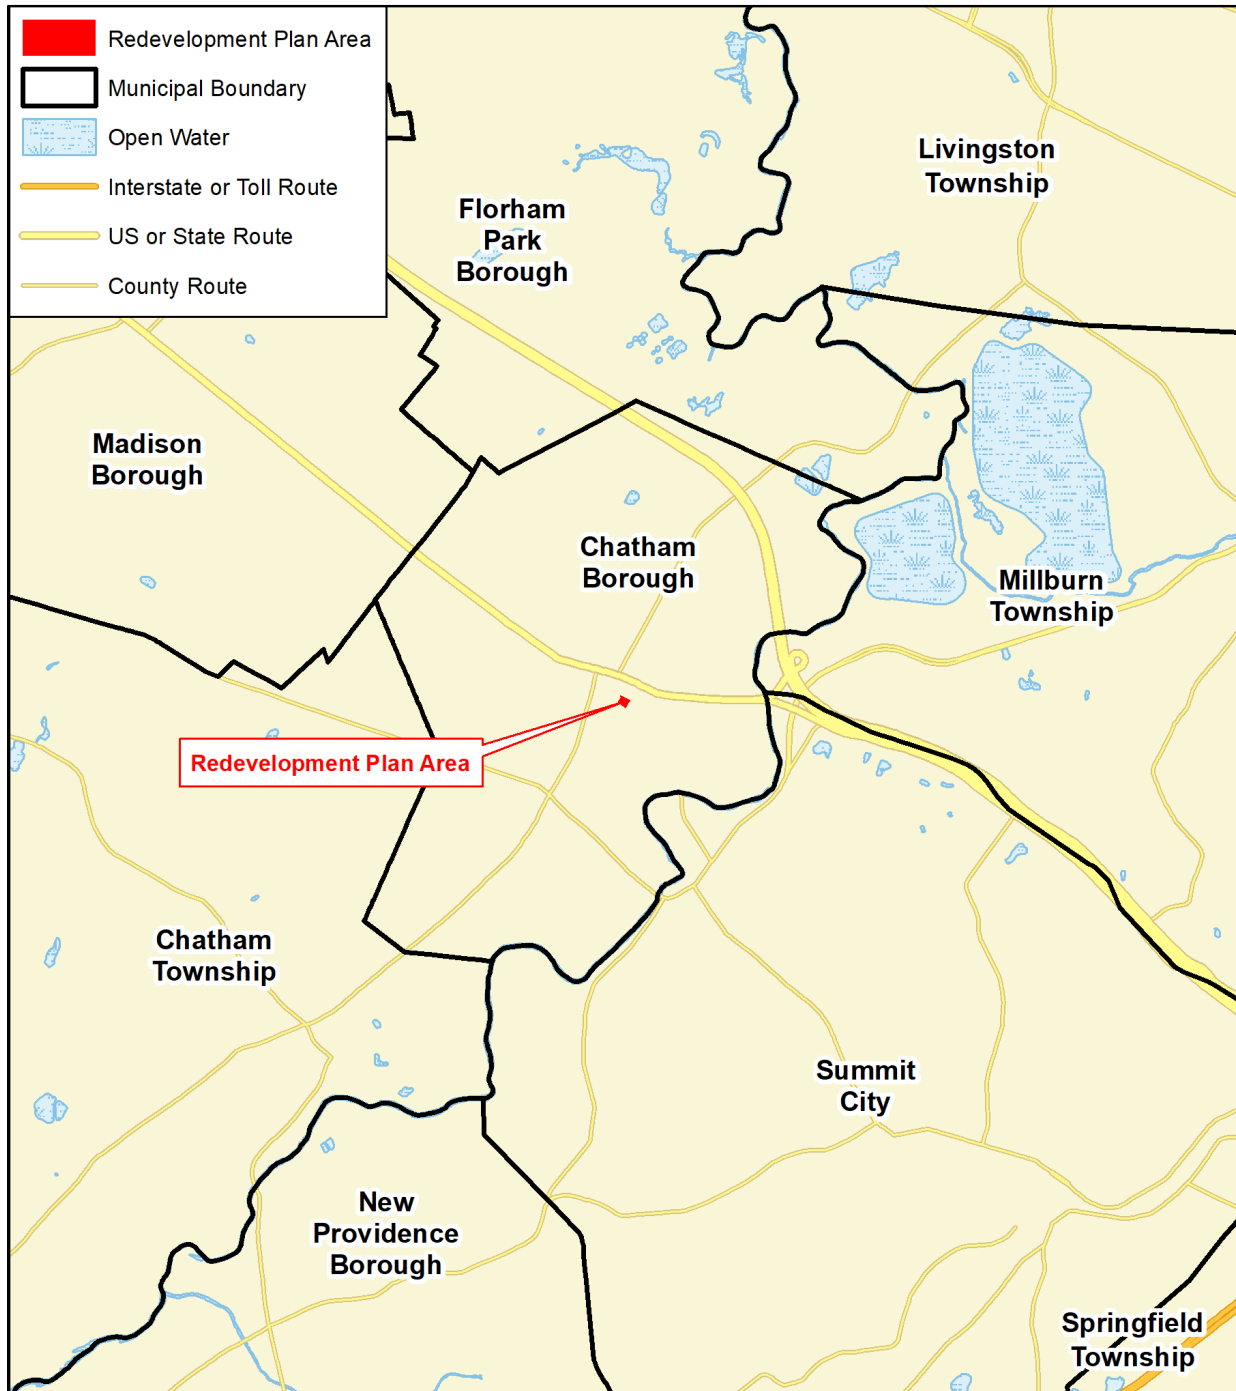 Redevelopment Plan Area
Municipal Boundary
Open Water
Interstate or Toll Route
US or State Route
County Route
Livingston
Township
Florham
Park
Borough
Madison
Borough
Chatham
Borough
Millburn
Township
Redevelopment Plan Area
Chatham
Township
Summit
City
New
Providence
Borough
Springfield
Township